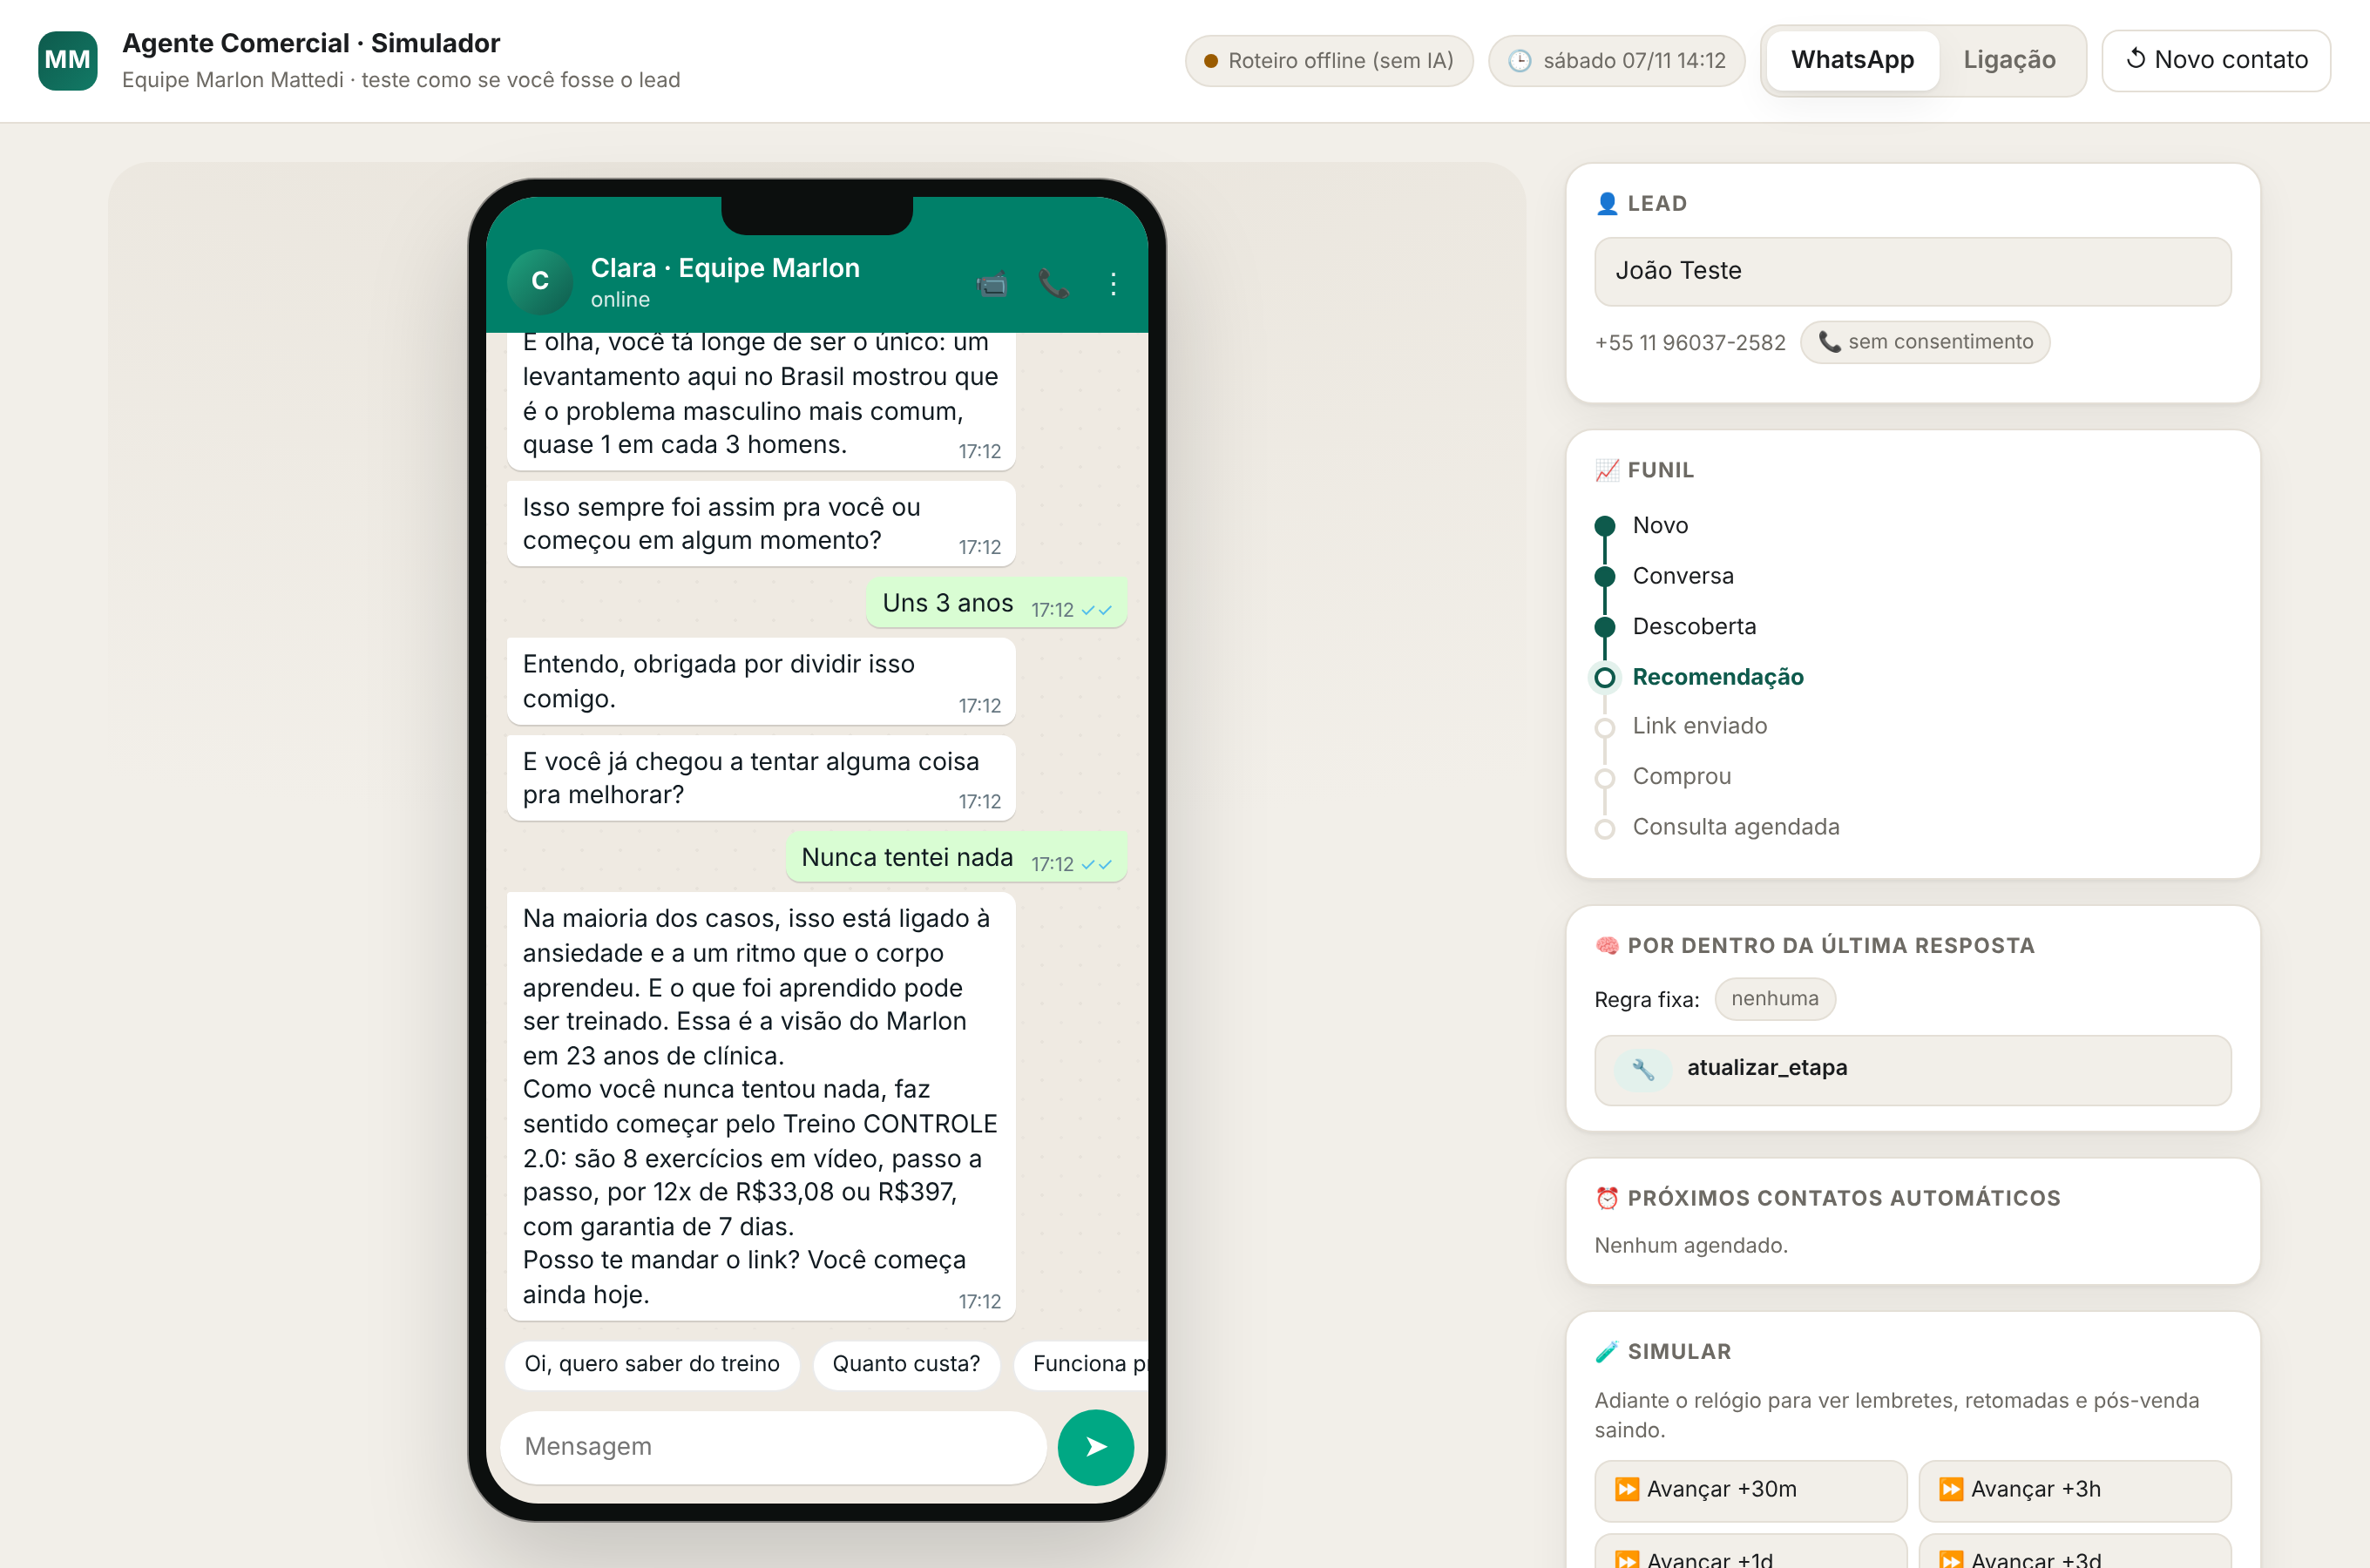 MM
Agente Comercial · Simulador
Equipe Marlon Mattedi · teste como se você fosse o lead
Roteiro offline (sem IA)
sábado 07/11 14:12
WhatsApp
Ligação
Novo contato
C
Clara · Equipe Marlon
online
E olha, você tá longe de ser o único: um
levantamento aqui no Brasil mostrou que
é o problema masculino mais comum,
quase 1 em cada 3 homens.
17:12
Isso sempre foi assim pra você ou
começou em algum momento?
17:12
Uns 3 anos
17:12
Entendo, obrigada por dividir isso
comigo.
17:12
E você já chegou a tentar alguma coisa
pra melhorar?
17:12
Nunca tentei nada
17:12
Na maioria dos casos, isso está ligado à
ansiedade e a um ritmo que o corpo
aprendeu. E o que foi aprendido pode
ser treinado. Essa é a visão do Marlon
em 23 anos de clínica.
Como você nunca tentou nada, faz
sentido começar pelo Treino CONTROLE
2.0: são 8 exercícios em vídeo, passo a
passo, por 12x de R$33,08 ou R$397,
com garantia de 7 dias.
Posso te mandar o link? Você começa
ainda hoje.
17:12
Oi, quero saber do treino
Quanto custa?
Funciona
Mensagem
LEAD
João Teste
+55 11 96037-2582
sem consentimento
FUNIL
Novo
Conversa
Descoberta
Recomendação
Link enviado
Comprou
Consulta agendada
POR DENTRO DA ÚLTIMA RESPOSTA
Regra fixa:
nenhuma
atualizar_etapa
PRÓXIMOS CONTATOS AUTOMÁTICOS
Nenhum agendado.
SIMULAR
Adiante o relógio para ver lembretes, retomadas e pós-venda
saindo.
Avançar +30m
Avançar +3h
Avançar +1d
Avançar +3d